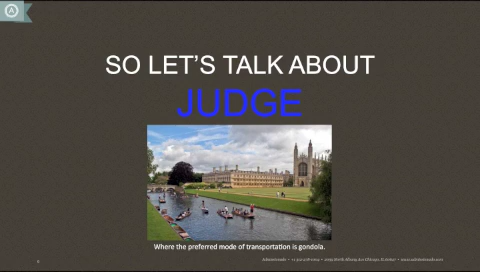 SO LET'S TALK ABOUT
JUDGE
Where the preferred mode of transportation is gondola.